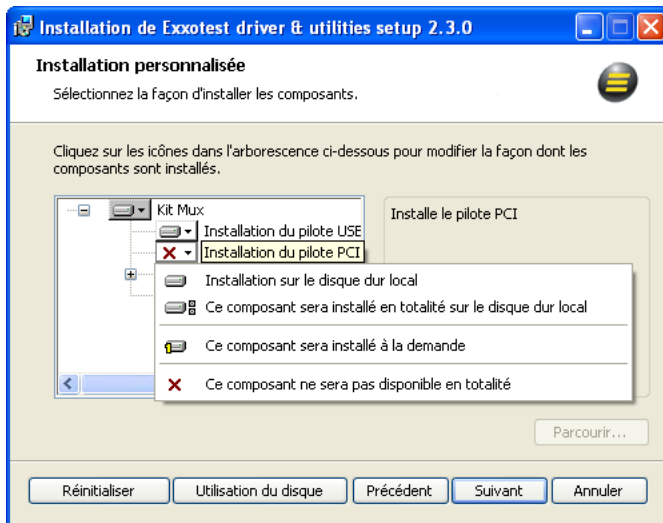 Installation de Exxotest driver & utilities setup 2.3.0
Installation personnalisée
Sélectionnez la façon d'installer les composants.
Cliquez sur les icônes dans l'arborescence ci-dessous pour modifier la façon dont les
composants sont installés.
Kit Mux
Installation du pilote USE
Installation du pilote PCI
Installe le pilote PCI
Installation sur le disque dur local
Ce composant sera installé en totalité sur le disque dur local
Ce composant sera installé à la demande
Ce composant ne sera pas disponible en totalité
Parcourir...
Réinitialiser
Utilisation du disque
Précédent
Suivant
Annuler